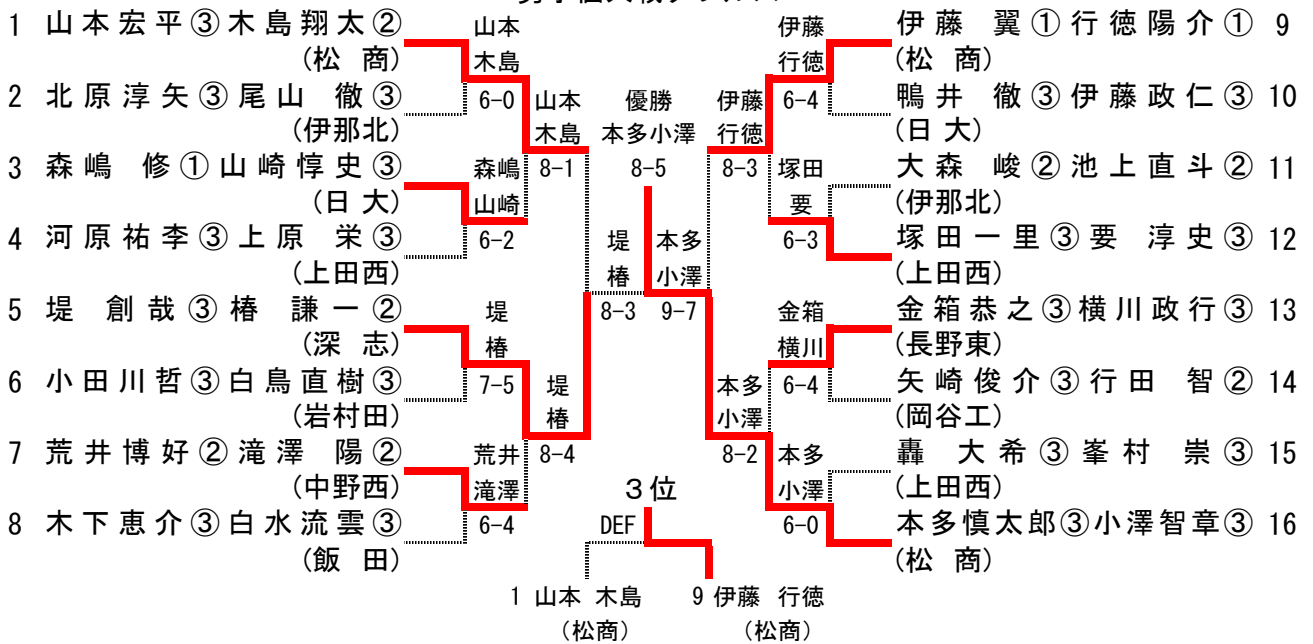 1 山本宏平③木島翔太②
(松 商)
2 北原淳矢③尾山 徹③
(伊那北)
3 森嶋 修①山崎惇史③
(日大)
4 河原祐李③上原 栄③
(上田西)
5 堤 創哉③椿 謙一②
(深 志)
6 小田川哲③白鳥直樹③
(岩村田)
7 荒井博好②滝澤 陽②
(中野西)
8 木下恵介③白水流雲③
(飯田)
山本
木島
6-0
森嶋
山崎
6-2
堤
椿
7-5
荒井
滝澤
6-4
山本
木島
8-1
堤
椿
8-4
堤
椿
8-3
優勝
本多小澤
8-5
本多
小澤
9-7
伊藤
行徳
8-3
本多
小澤
8-2
伊藤
行徳
6-4
塚田
要
6-3
金箱
横川
6-4
本多
小澤
6-0
伊藤 翼①行徳陽介① 9
(松 商)
鴨井 徹③伊藤政仁③ 10
(日大)
大森 峻②池上直斗② 11
(伊那北)
塚田一里③要 淳史③ 12
(上田西)
金箱恭之③横川政行③ 13
(長野東)
矢崎俊介③行田 智② 14
(岡谷工)
轟 大希③峯村 崇③ 15
(上田西)
本多慎太郎③小澤智章③ 16
(松 商)
3位
DEF
1 山本 木島
(松商)
9 伊藤 行徳
(松商)